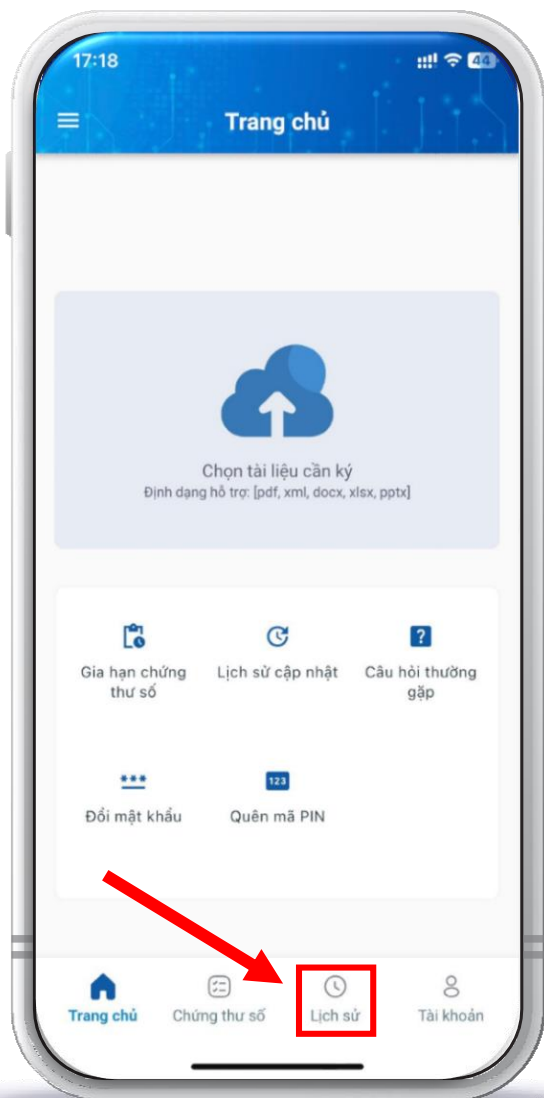 17:18
44
Trang chủ
Chọn tài liệu cần ký
Định dạng hỗ trợ: [pdf, xml, docx, xlsx, pptx]
?
Gia hạn chứng
thư số
Lịch sử cập nhật
Câu hỏi thường
gặp
***
123
Đổi mật khẩu
Quên mã PIN
Trang chủ
Chứng thư số
Lịch sử
Tài khoản